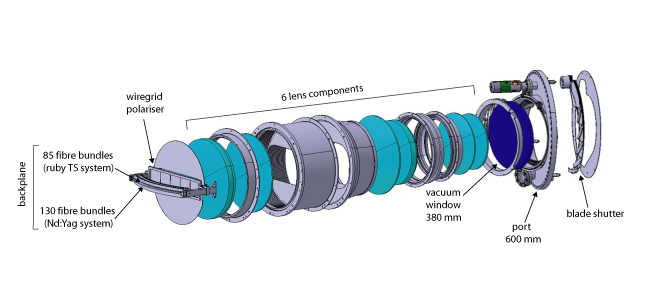 6 lens components
wiregrid
polariser
backplane
85 fibre bundles
(ruby TS system)
130 fibre bundles
(Nd:Yag system)
vacuum
window
380 mm
port
600 mm
blade shutter